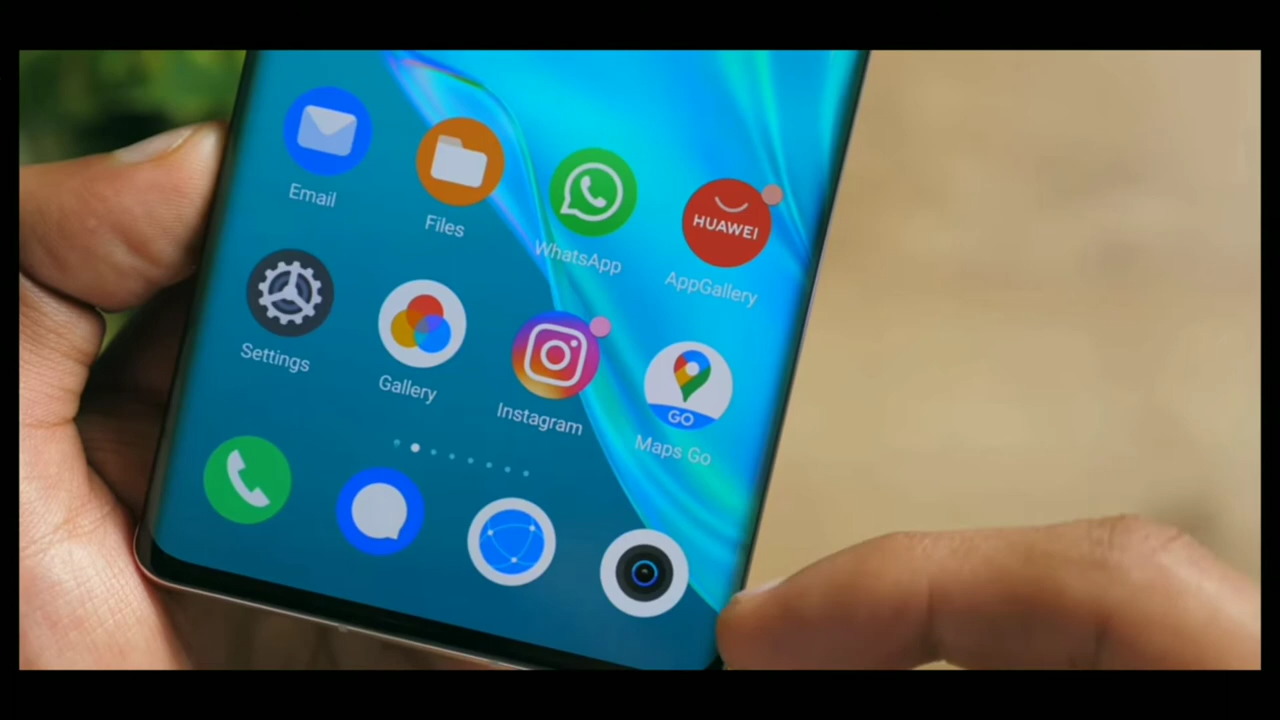 Email
Files
WhatsApp
HUAWEI
AppGallery
Settings
Gallery
Instagram
GO
Maps Go